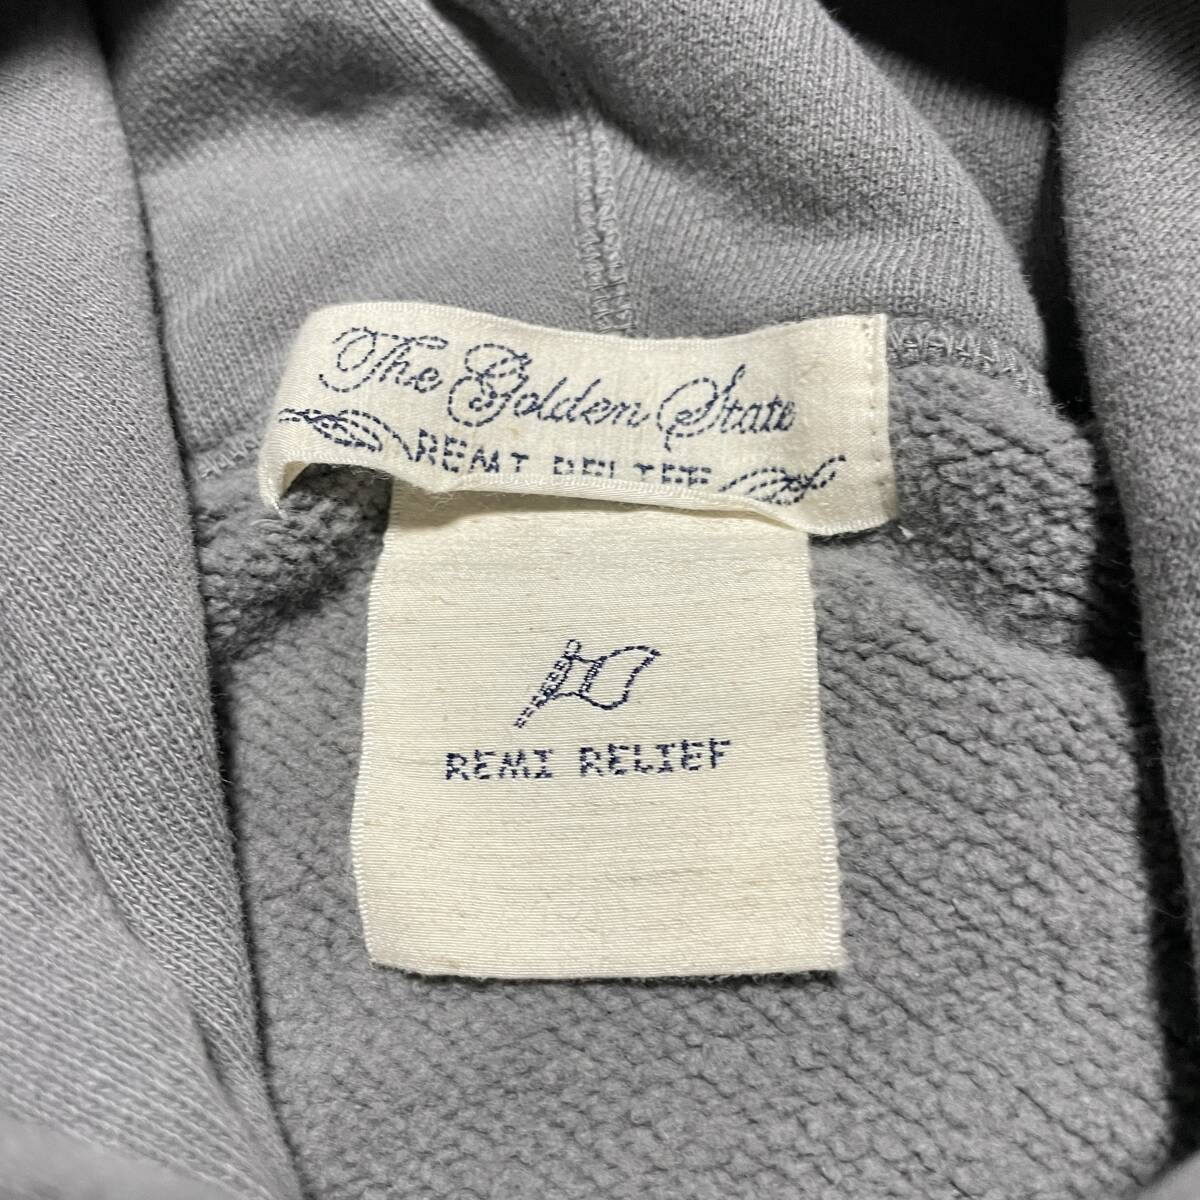 The Golden State
REMI RELIEF
REMI RELIEF